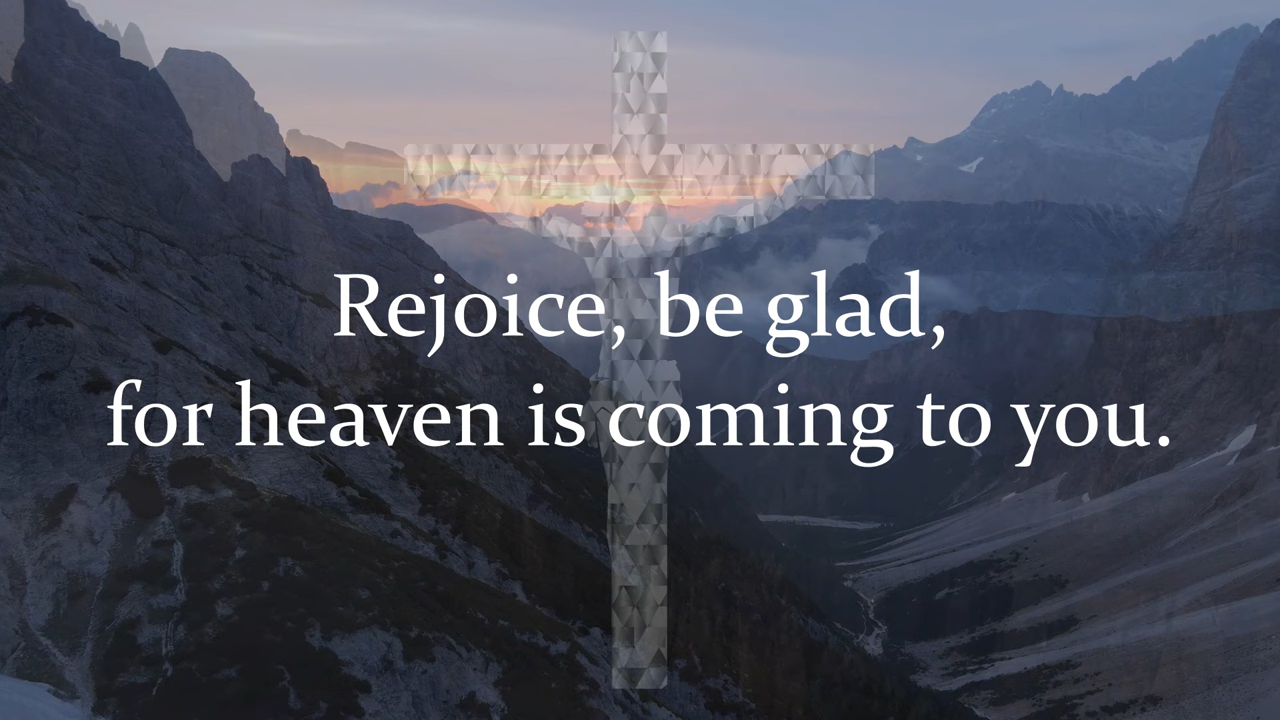 Rejoice, be glad,
for heaven is coming to you.